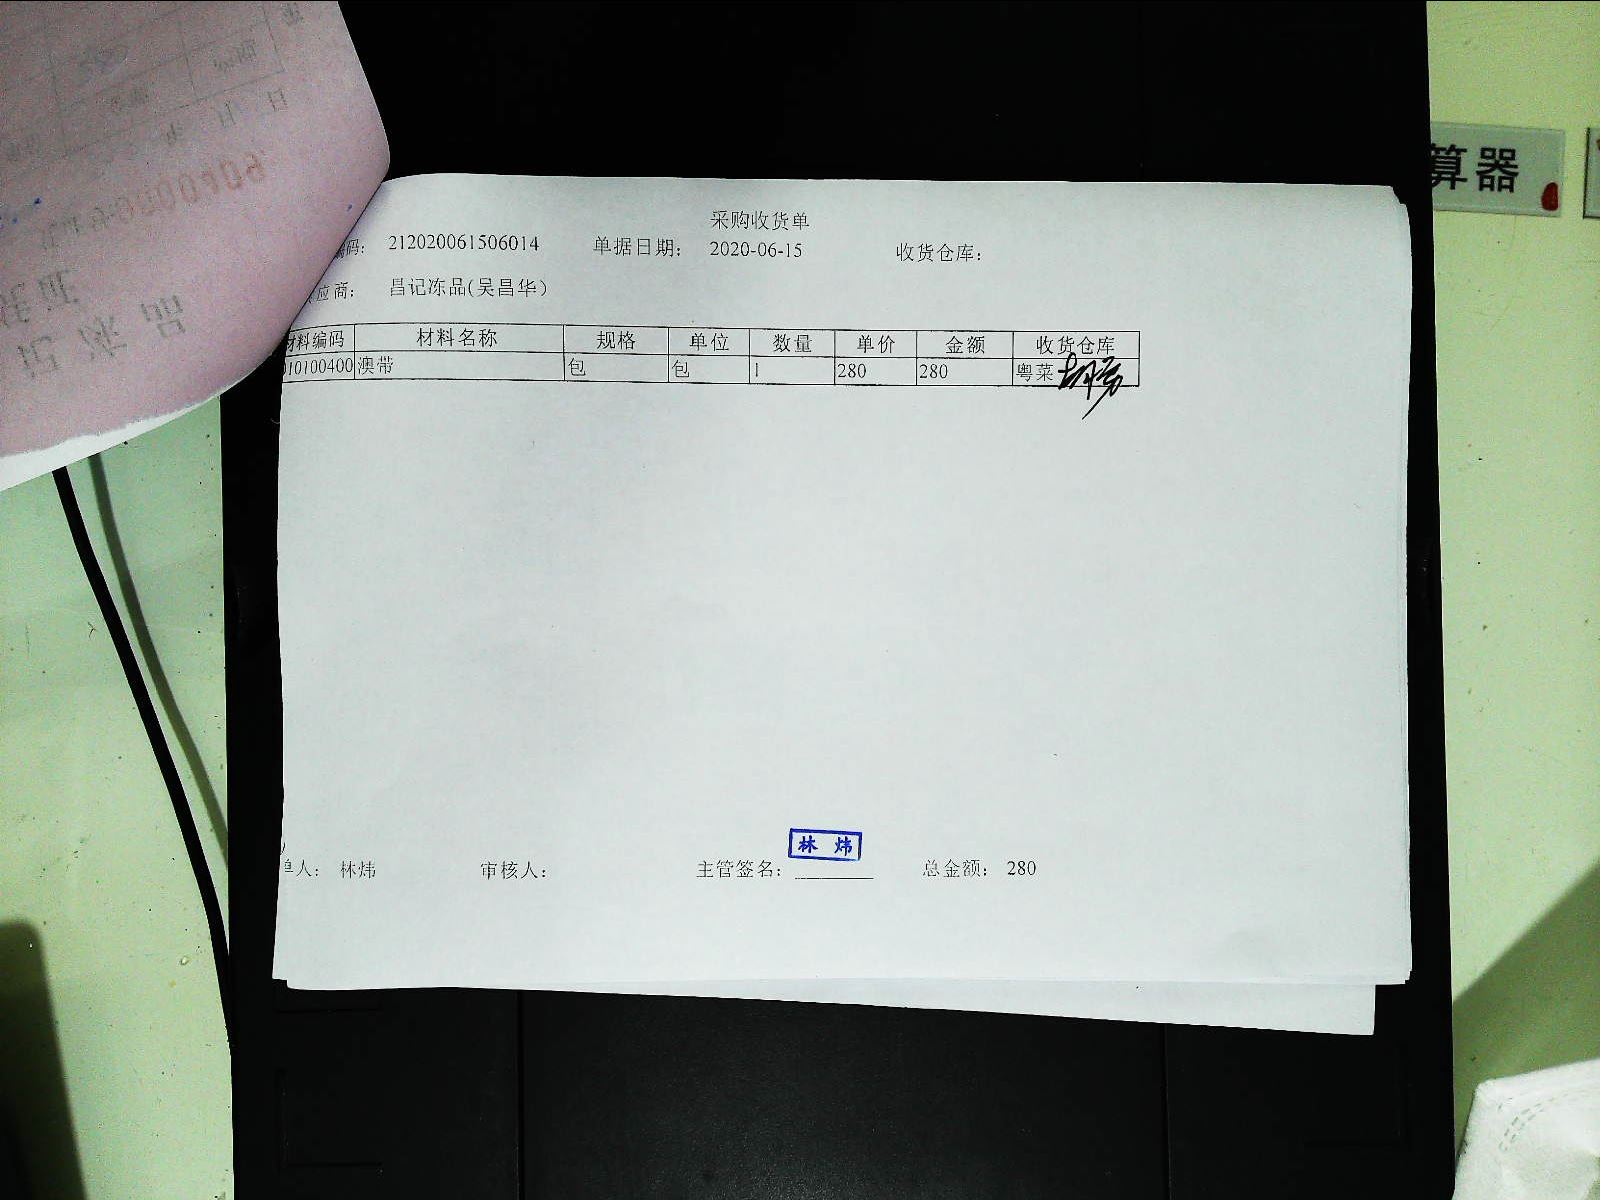 采购收货单
编码: 212020061506014 单据日期: 2020-06-15 收货仓库:
应商: 昌记冻品(吴昌华)
材料编码 材料名称 规格 单位 数量 单价 金额 收货仓库
010100400 澳带 包 包 1 280 280 粤菜
单人: 林炜 审核人: 主管签名: 总金额: 280
林炜
算器